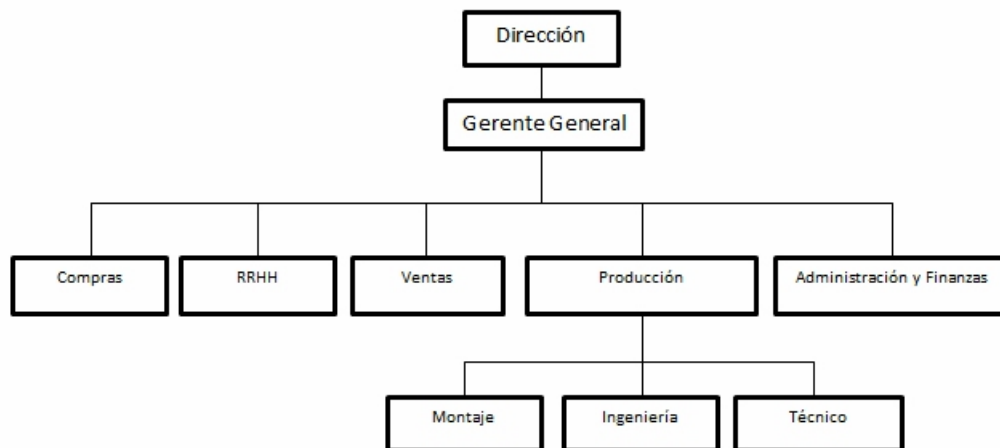 Dirección
Gerente General
Compras
RRHH
Ventas
Producción
Administración y Finanzas
Montaje
Ingeniería
Técnico